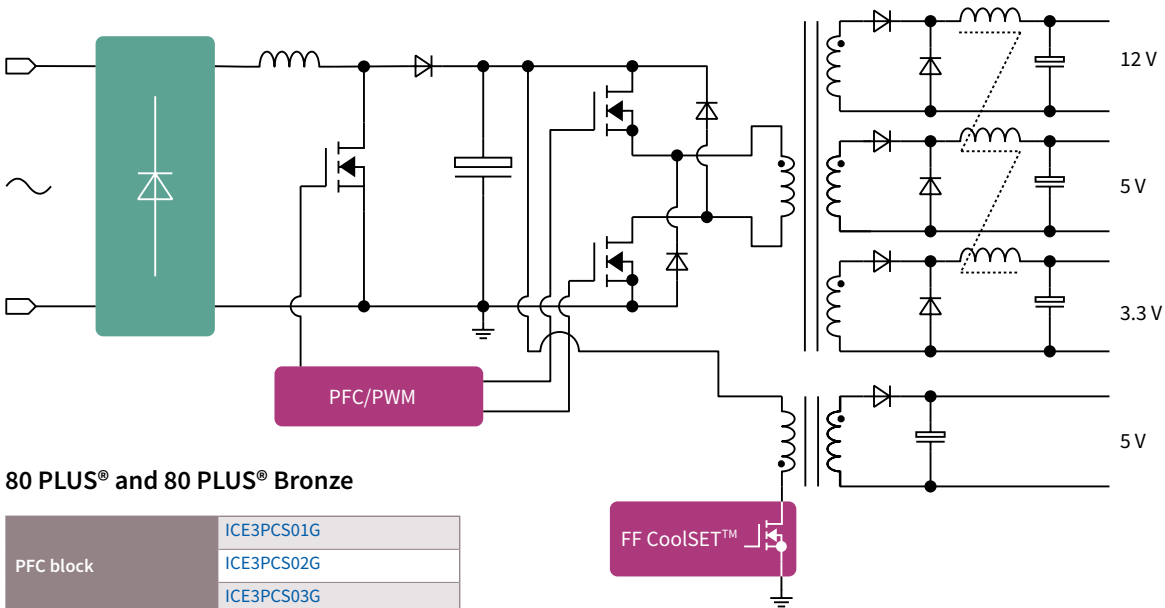 12 V
5 V
3.3 V
PFC/PWM
5 V
80 PLUS® and 80 PLUS® Bronze
FF CoolSET™
PFC block
ICE3PCS01G
ICE3PCS02G
ICE3PCS03G